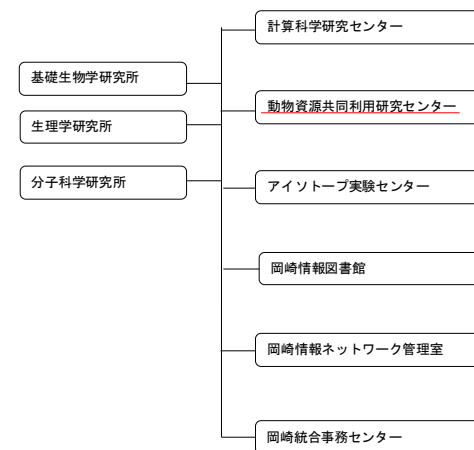 計算科学研究センター
基礎生物学研究所
動物資源共同利用研究センター
生理学研究所
分子科学研究所
アイソトープ実験センター
岡崎情報図書館
岡崎情報ネットワーク管理室
岡崎統合事務センター